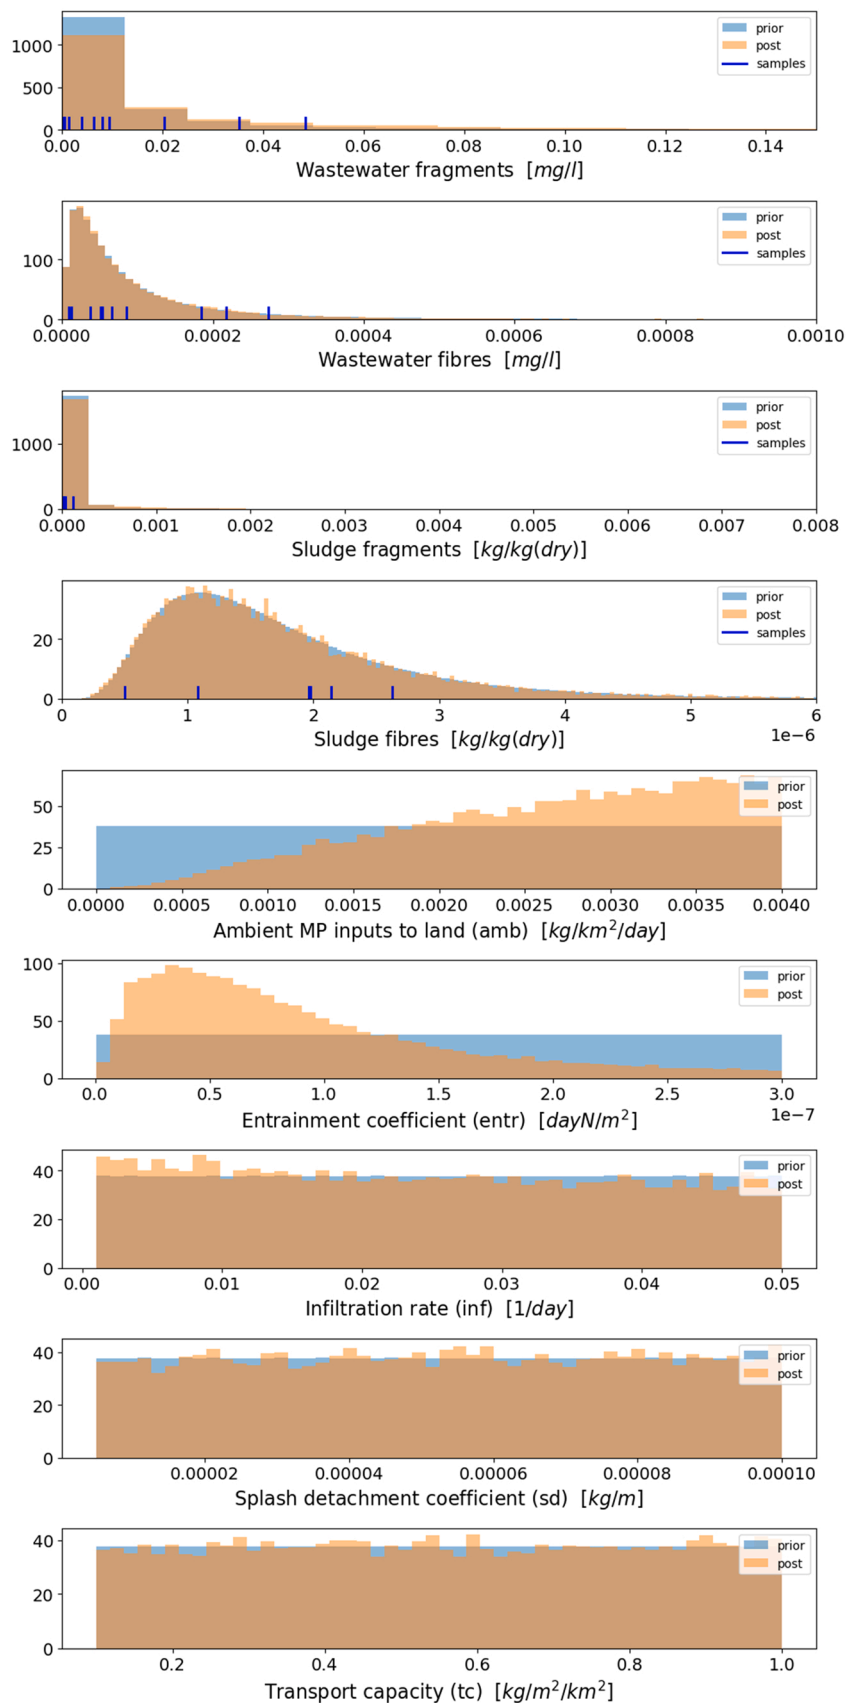 1000
500
0
prior
post
samples
0.00 0.02 0.04 0.06 0.08 0.10 0.12 0.14
Wastewater fragments [mg/l]
100
0
prior
post
samples
0.0000 0.0002 0.0004 0.0006 0.0008 0.0010
Wastewater fibres [mg/l]
1000
0
prior
post
samples
0.000 0.001 0.002 0.003 0.004 0.005 0.006 0.007 0.008
Sludge fragments [kg/kg(dry)]
20
0
prior
post
samples
0 1 2 3 4 5 6
1e−6
Sludge fibres [kg/kg(dry)]
50
25
0
prior
post
0.0000 0.0005 0.0010 0.0015 0.0020 0.0025 0.0030 0.0035 0.0040
Ambient MP inputs to land (amb) [kg/km²/day]
100
50
0
prior
post
0.0 0.5 1.0 1.5 2.0 2.5 3.0
1e−7
Entrainment coefficient (entr) [dayN/m²]
40
20
0
prior
post
0.00 0.01 0.02 0.03 0.04 0.05
Infiltration rate (inf) [1/day]
40
20
0
prior
post
0.00002 0.00004 0.00006 0.00008 0.00010
Splash detachment coefficient (sd) [kg/m]
40
20
0
prior
post
0.2 0.4 0.6 0.8 1.0
Transport capacity (tc) [kg/m²/km²]